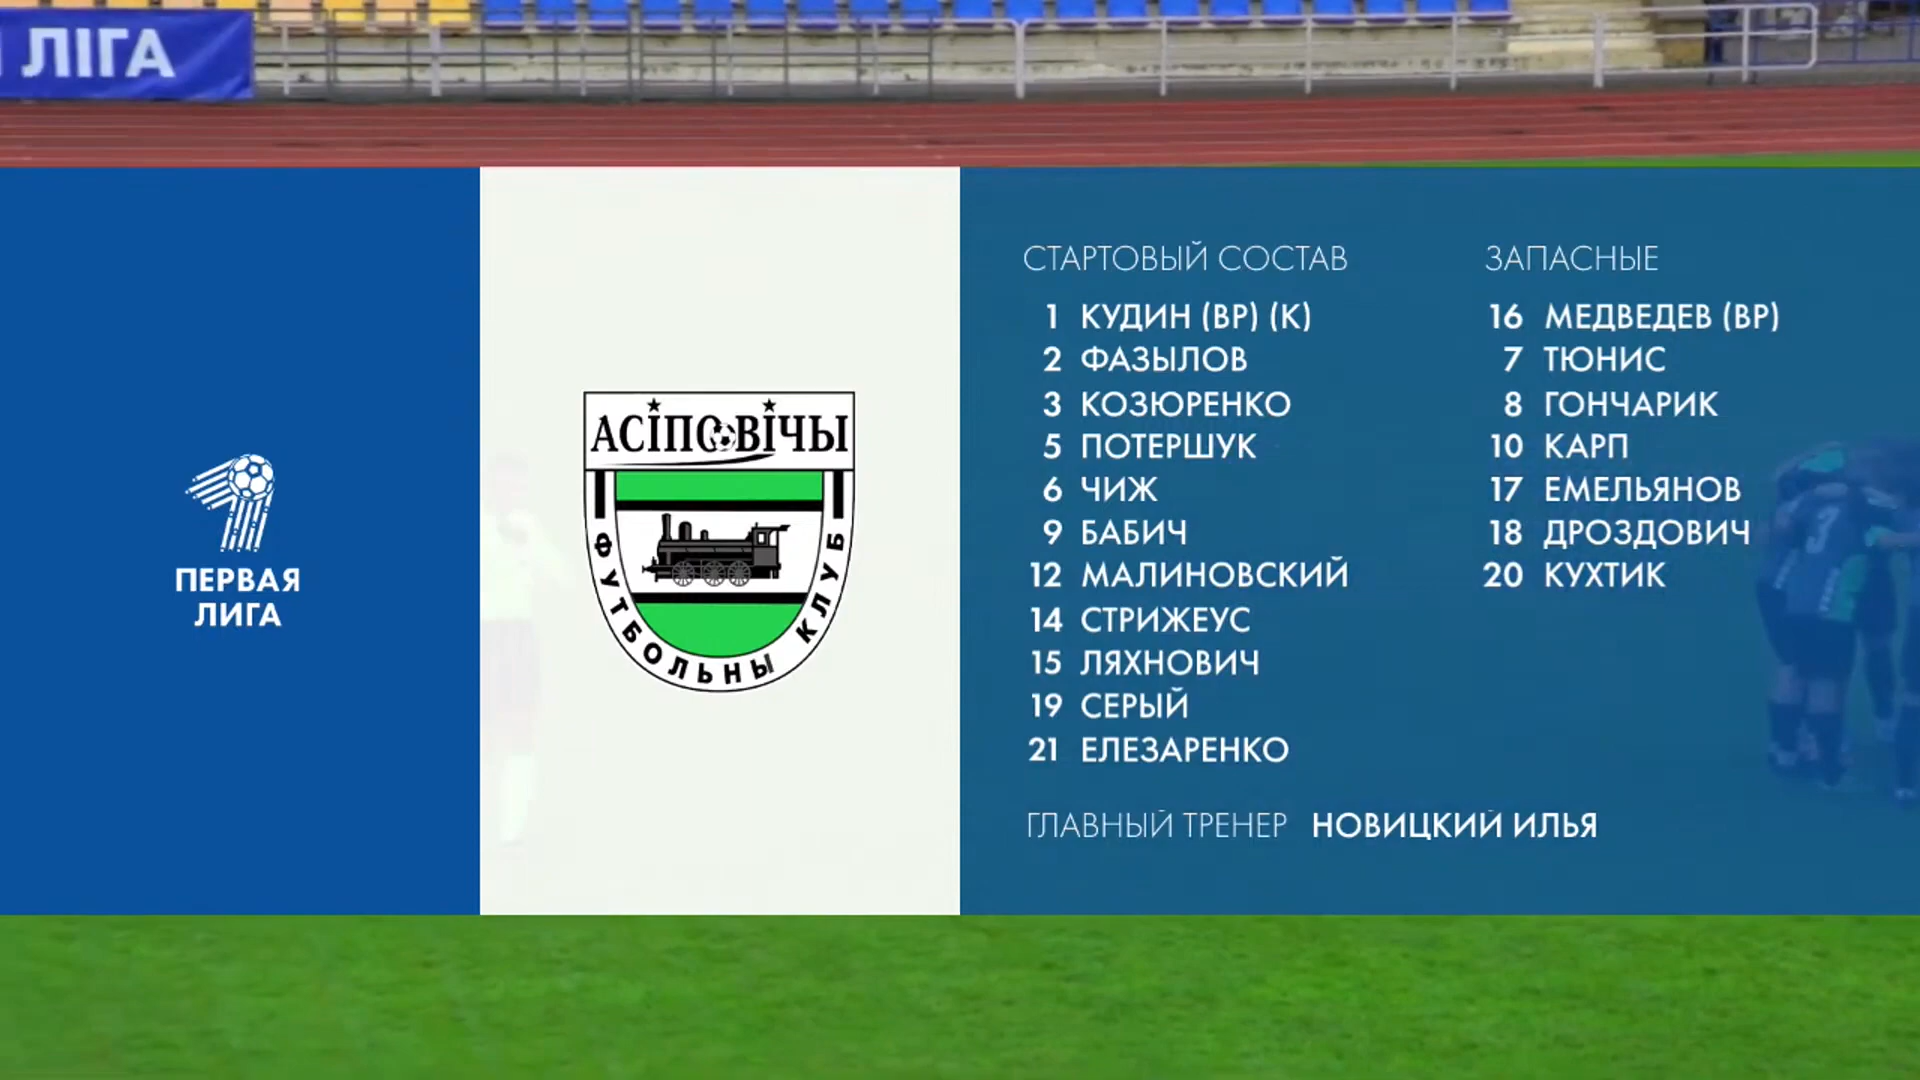 ЛІГА
ПЕРВАЯ
ЛИГА
АСІПОВІЧЫ
ФУТБОЛЬНЫ КЛУБ
СТАРТОВЫЙ СОСТАВ
1 КУДИН (ВР) (К)
2 ФАЗЫЛОВ
3 КОЗЮРЕНКО
5 ПОТЕРШУК
6 ЧИЖ
9 БАБИЧ
12 МАЛИНОВСКИЙ
14 СТРИЖЕУС
15 ЛЯХНОВИЧ
19 СЕРЫЙ
21 ЕЛЕЗАРЕНКО
ЗАПАСНЫЕ
16 МЕДВЕДЕВ (ВР)
7 ТЮНИС
8 ГОНЧАРИК
10 КАРП
17 ЕМЕЛЬЯНОВ
18 ДРОЗДОВИЧ
20 КУХТИК
ГЛАВНЫЙ ТРЕНЕР НОВИЦКИЙ ИЛЬЯ
3